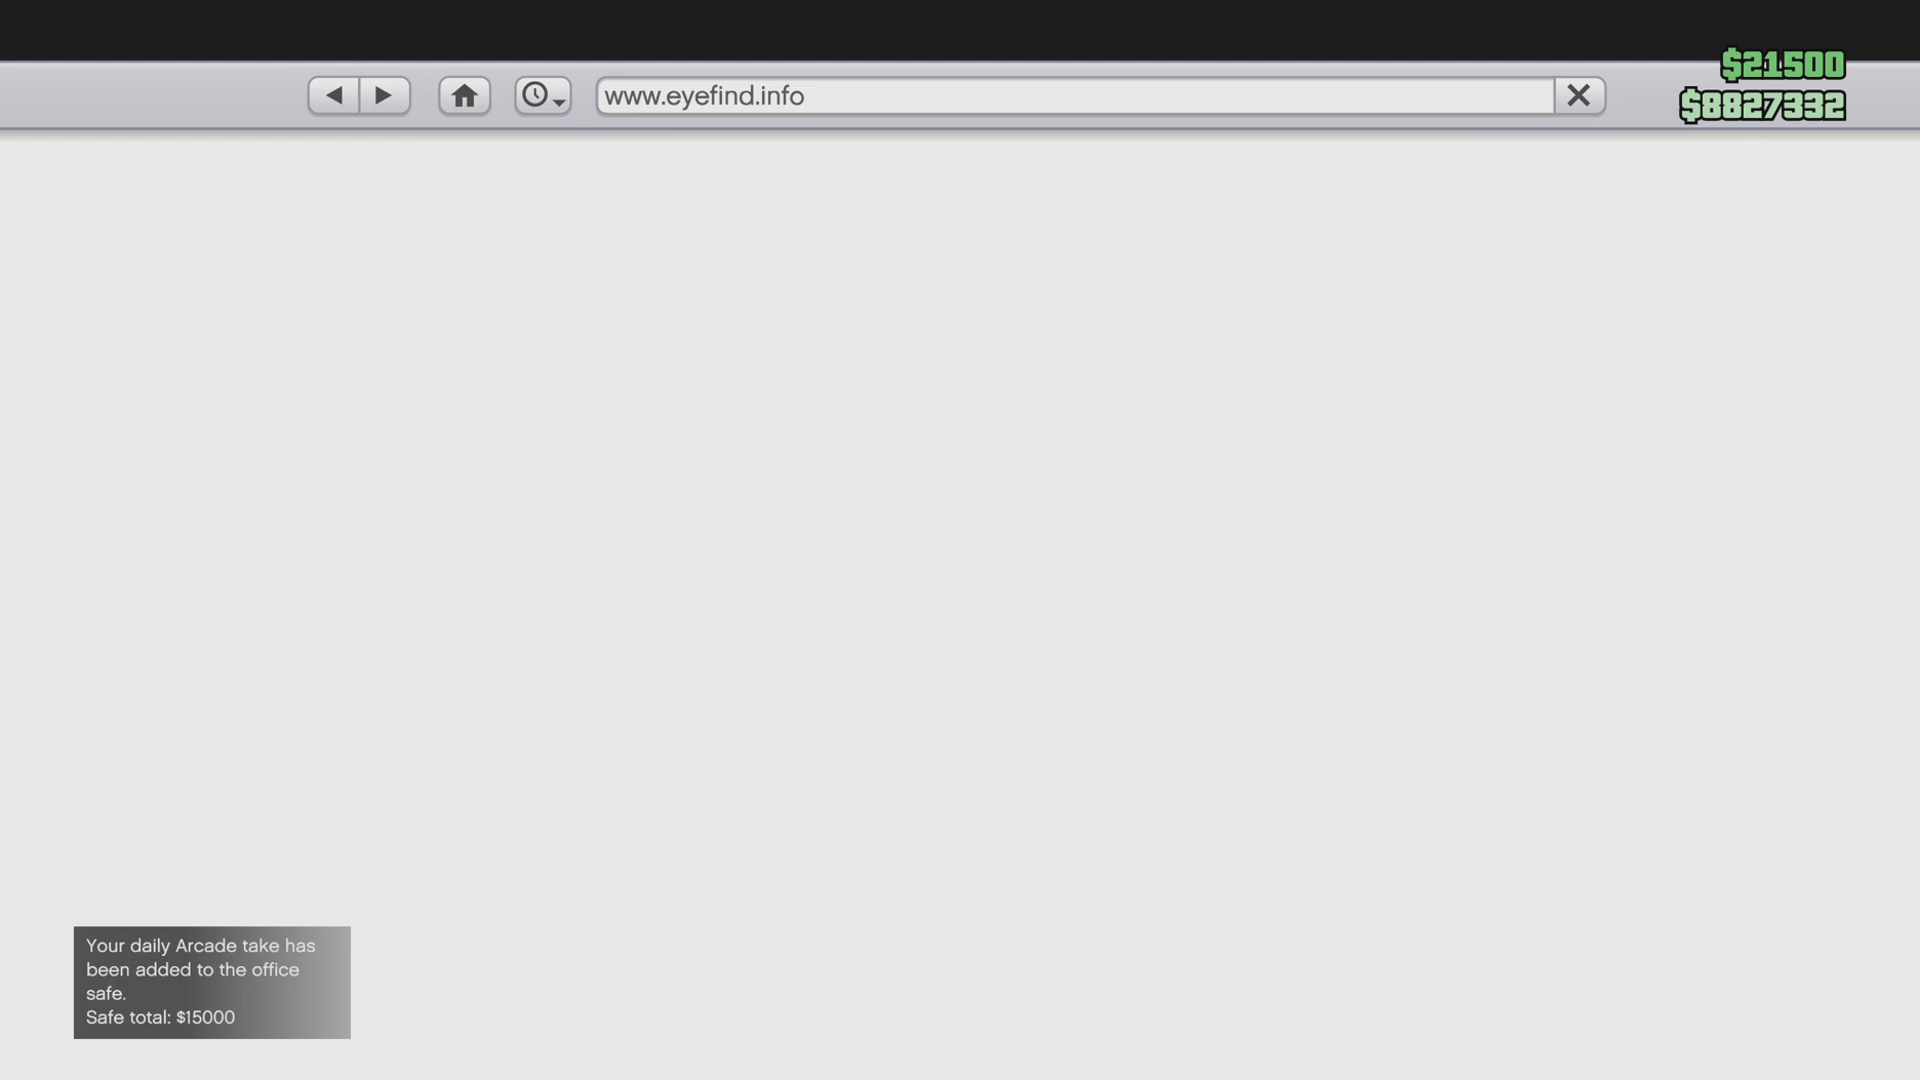 $21500
www.eyefind.info
$8827332
Your daily Arcade take has
been added to the office
safe.
Safe total: $15000